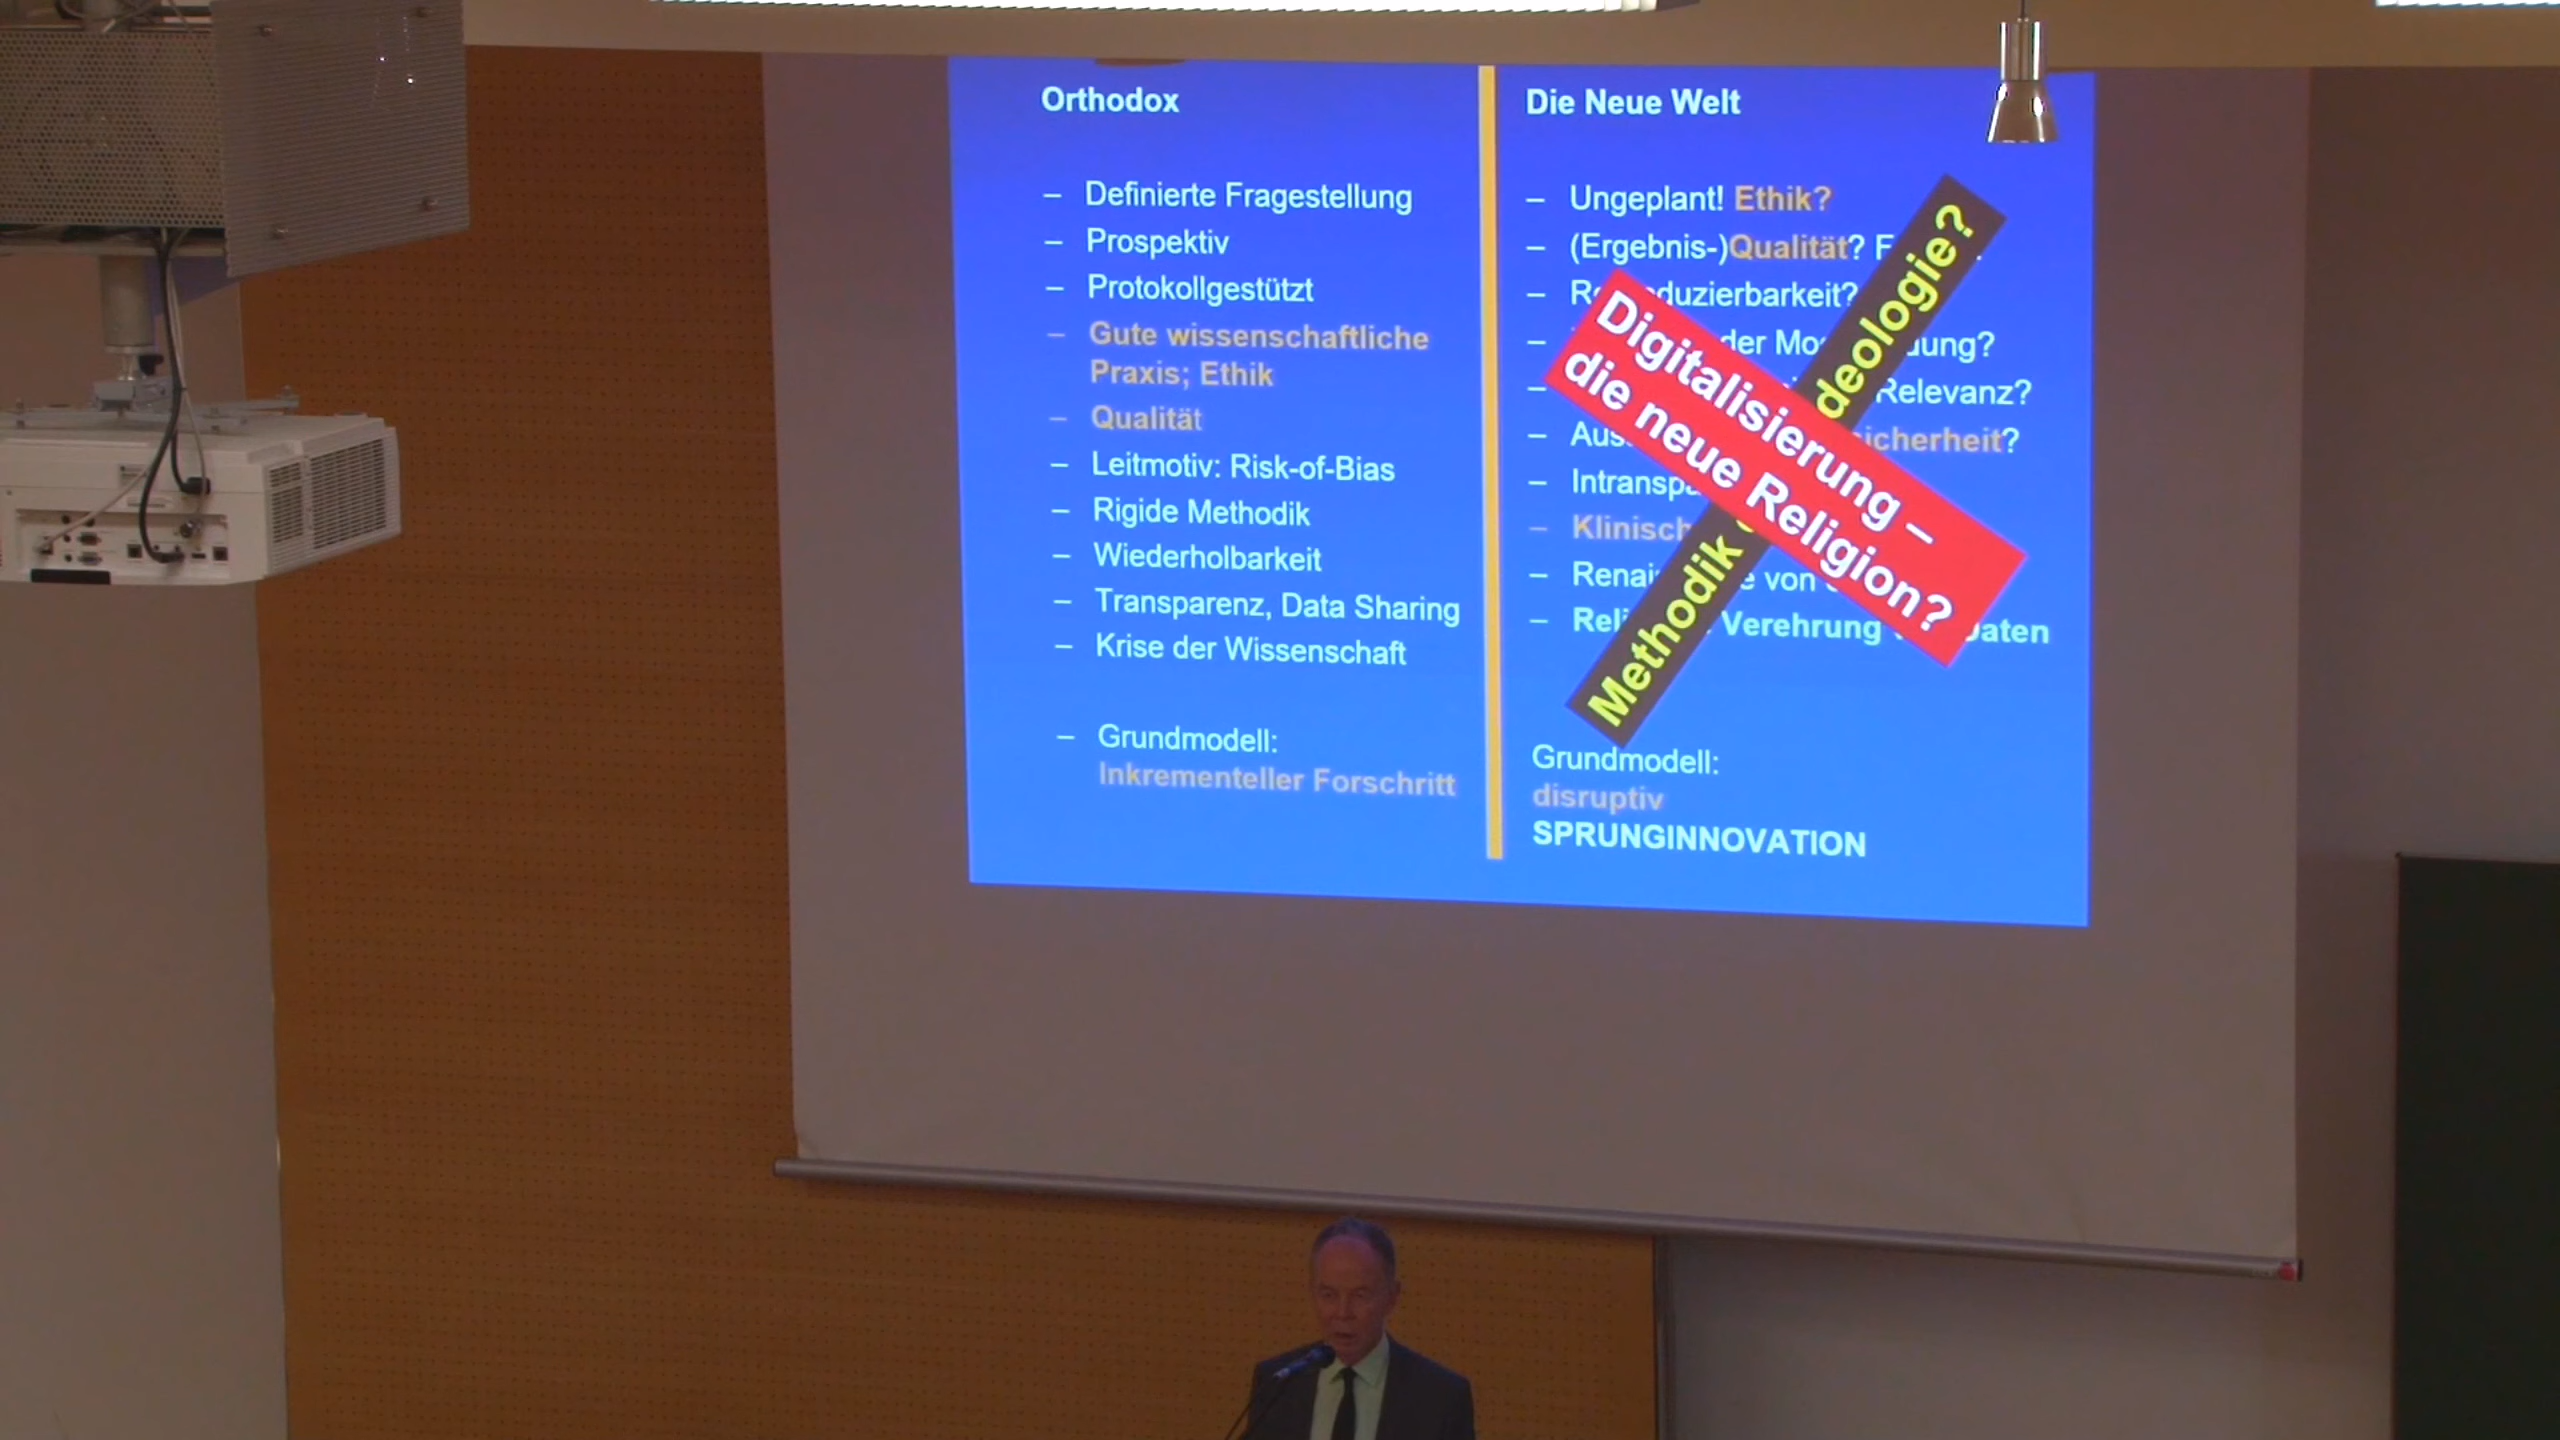 Orthodox
– Definierte Fragestellung
– Prospektiv
– Protokollgestützt
– Gute wissenschaftliche
Praxis; Ethik
– Qualität
– Leitmotiv: Risk-of-Bias
– Rigide Methodik
– Wiederholbarkeit
– Transparenz, Data Sharing
– Krise der Wissenschaft
– Grundmodell:
Inkrementeller Forschritt
Die Neue Welt
– Ungeplant! Ethik?
– (Ergebnis-)Qualität?
–
– der
– Relevanz?
–
–
–
– von
– Verehrung
Grundmodell:
disruptiv
SPRUNGINNOVATION
Methodik
Digitalisierung –
die neue Religion?